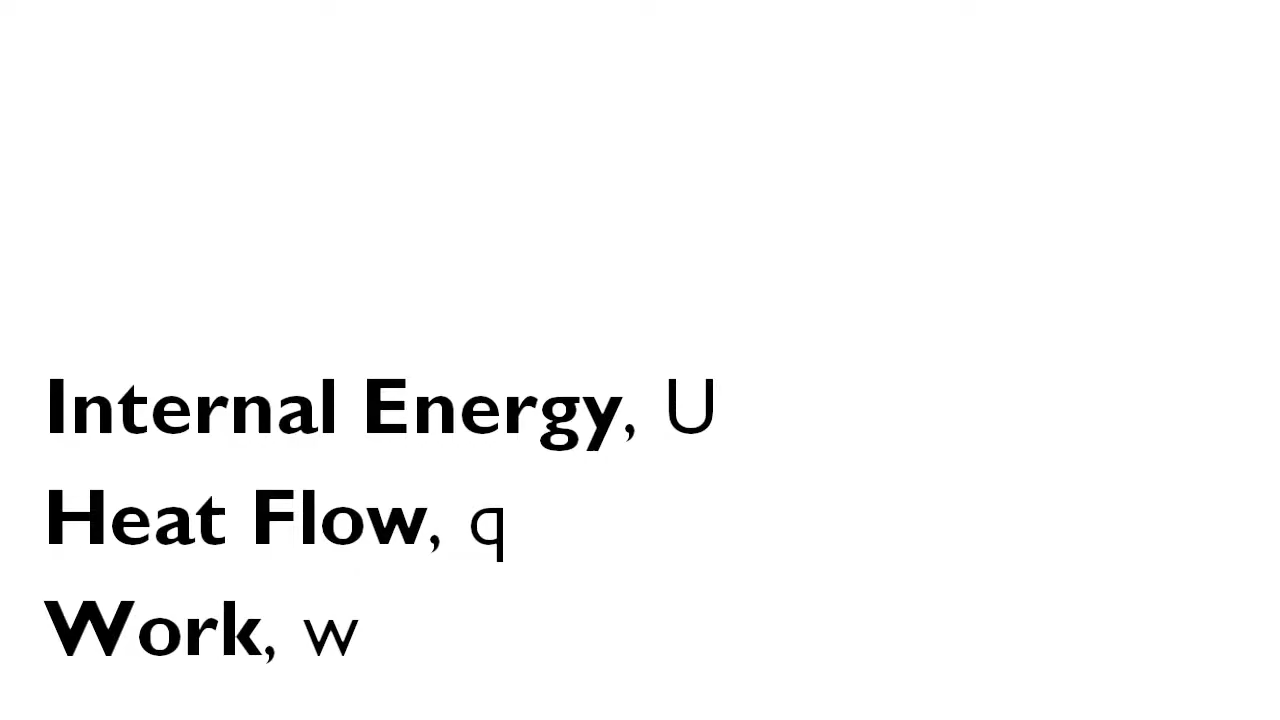 Internal Energy, U
Heat Flow, q
Work, w